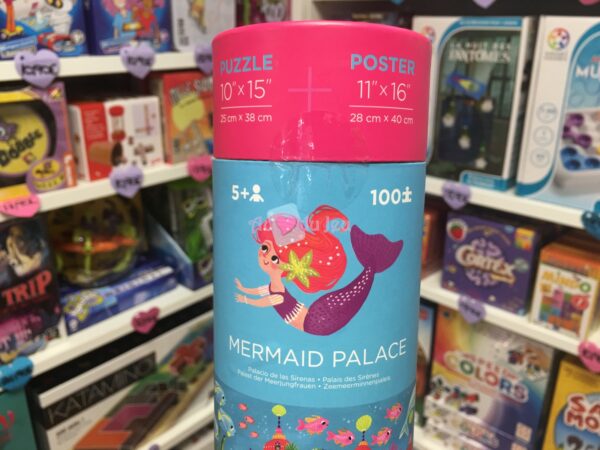 PUZZLE
10" x 15"
25 cm x 38 cm
POSTER
11" x 16"
28 cm x 40 cm
5+
100
MERMAID PALACE
Palacio de las Sirenas • Palais des Sirènes
Palast der Meerjungfrauen • Zeemeerminnenpaleis
FANTÔMES
CORTEX
KATAMINO
TRIP
COLORS